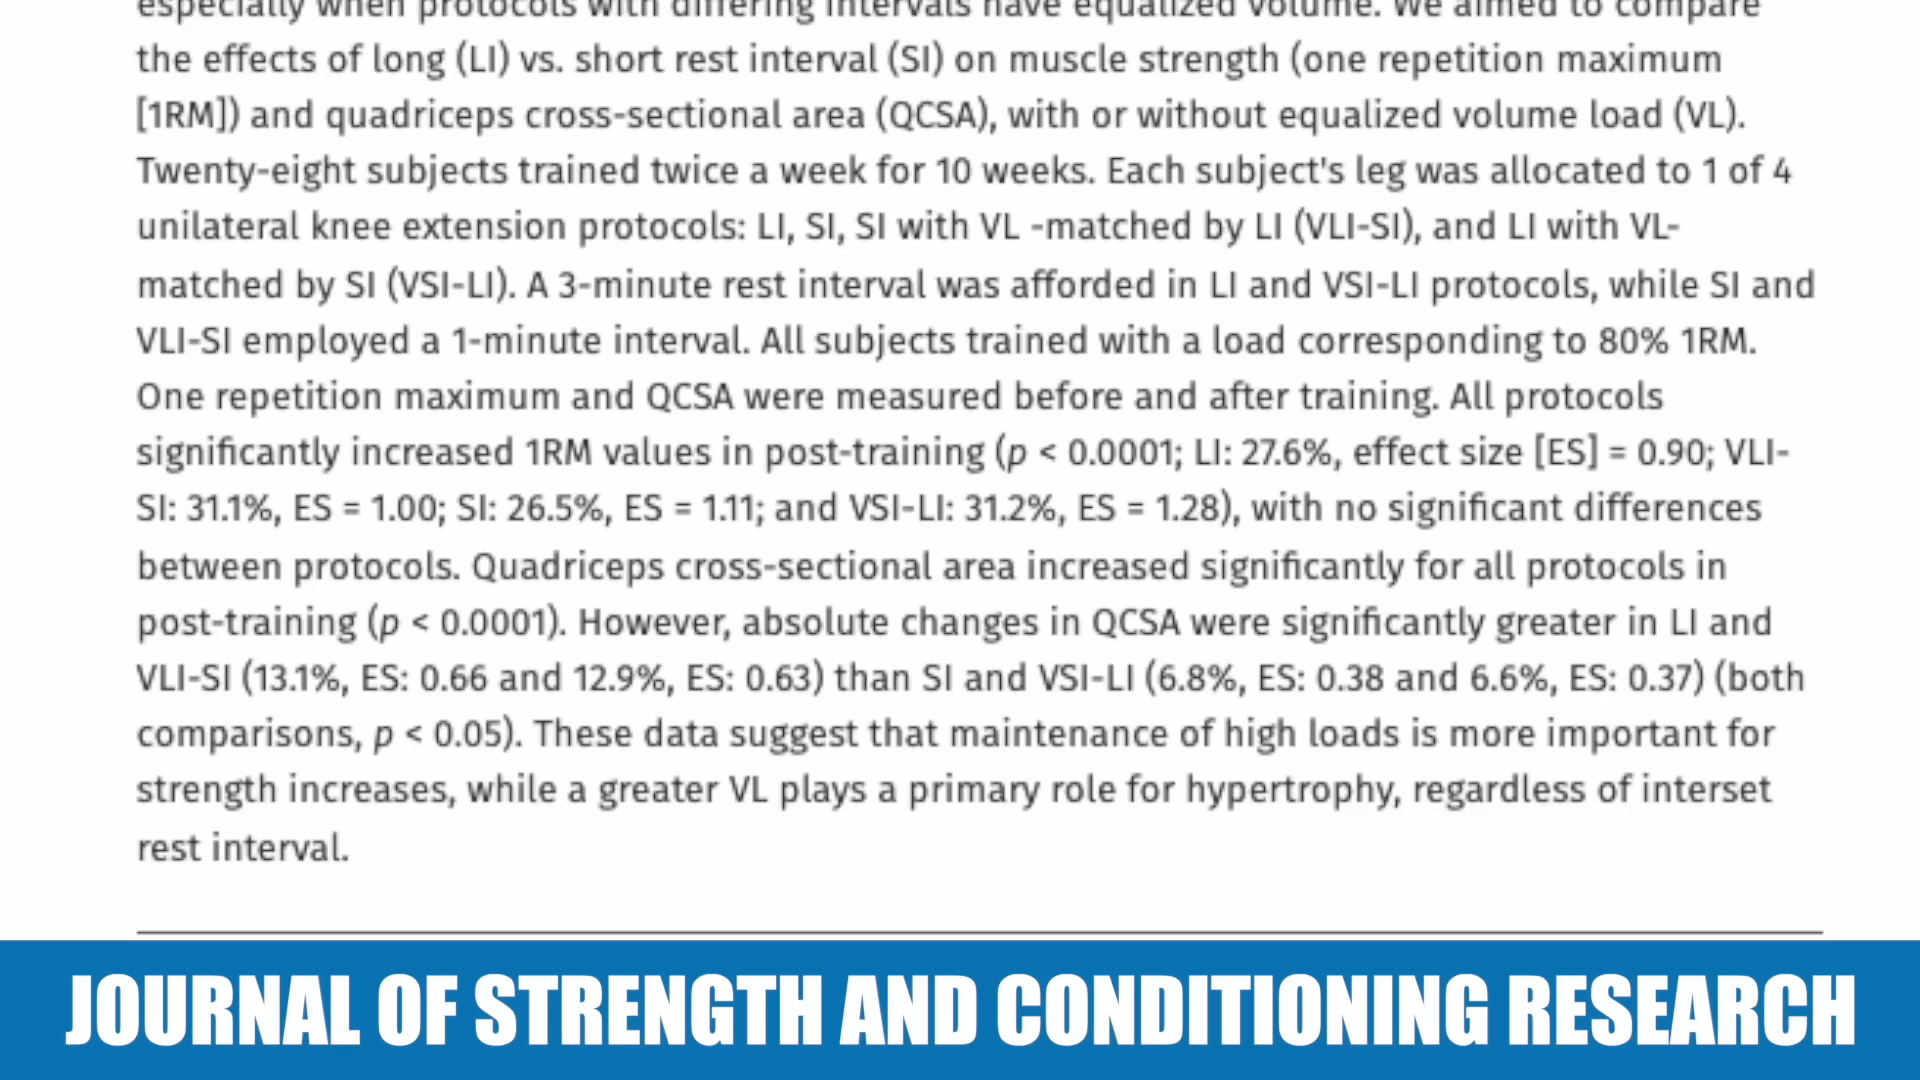 especially when protocols with differing intervals have equalized volume. We aimed to compare
the effects of long (LI) vs. short rest interval (SI) on muscle strength (one repetition maximum
[1RM]) and quadriceps cross-sectional area (QCSA), with or without equalized volume load (VL).
Twenty-eight subjects trained twice a week for 10 weeks. Each subject's leg was allocated to 1 of 4
unilateral knee extension protocols: LI, SI, SI with VL -matched by LI (VLI-SI), and LI with VL-
matched by SI (VSI-LI). A 3-minute rest interval was afforded in LI and VSI-LI protocols, while SI and
VLI-SI employed a 1-minute interval. All subjects trained with a load corresponding to 80% 1RM.
One repetition maximum and QCSA were measured before and after training. All protocols
significantly increased 1RM values in post-training (p < 0.0001; LI: 27.6%, effect size [ES] = 0.90; VLI-
SI: 31.1%, ES = 1.00; SI: 26.5%, ES = 1.11; and VSI-LI: 31.2%, ES = 1.28), with no significant differences
between protocols. Quadriceps cross-sectional area increased significantly for all protocols in
post-training (p < 0.0001). However, absolute changes in QCSA were significantly greater in LI and
VLI-SI (13.1%, ES: 0.66 and 12.9%, ES: 0.63) than SI and VSI-LI (6.8%, ES: 0.38 and 6.6%, ES: 0.37) (both
comparisons, p < 0.05). These data suggest that maintenance of high loads is more important for
strength increases, while a greater VL plays a primary role for hypertrophy, regardless of interset
rest interval.
JOURNAL OF STRENGTH AND CONDITIONING RESEARCH